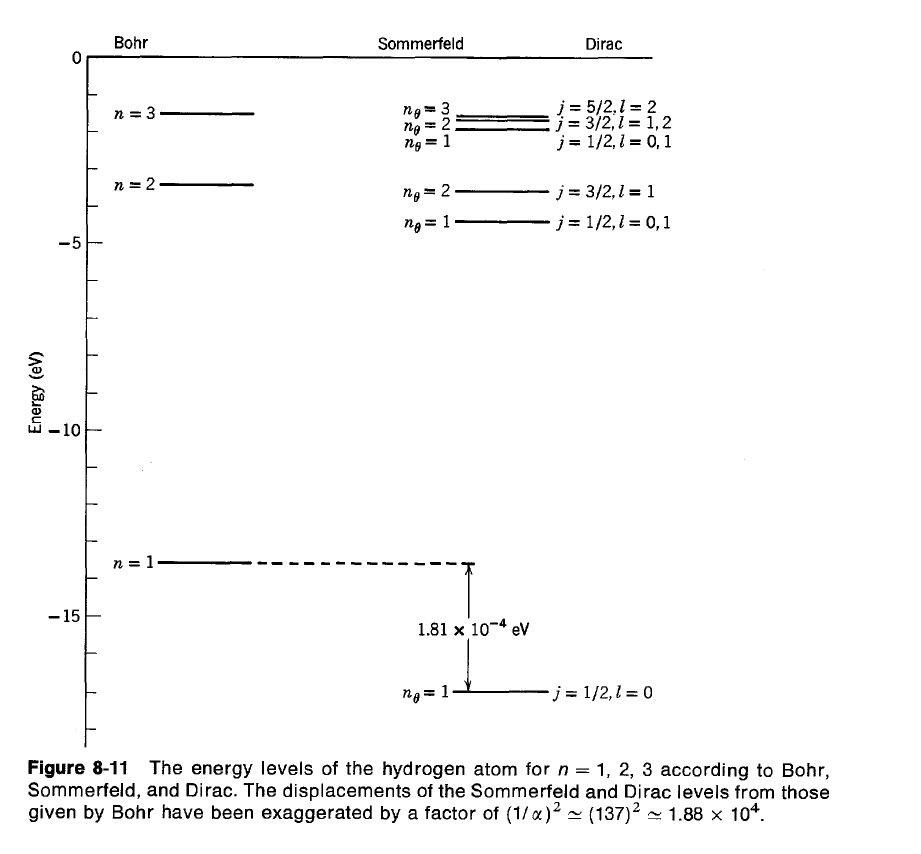 Bohr Sommerfeld Dirac
0
n = 3 nθ = 3 j = 5/2, l = 2
nθ = 2 j = 3/2, l = 1, 2
nθ = 1 j = 1/2, l = 0, 1
n = 2 nθ = 2 j = 3/2, l = 1
nθ = 1 j = 1/2, l = 0, 1
−5
Energy (eV)
−10
n = 1
−15
1.81 × 10⁻⁴ eV
nθ = 1 j = 1/2, l = 0
Figure 8-11 The energy levels of the hydrogen atom for n = 1, 2, 3 according to Bohr,
Sommerfeld, and Dirac. The displacements of the Sommerfeld and Dirac levels from those
given by Bohr have been exaggerated by a factor of (1/α)² ≃ (137)² ≃ 1.88 × 10⁴.